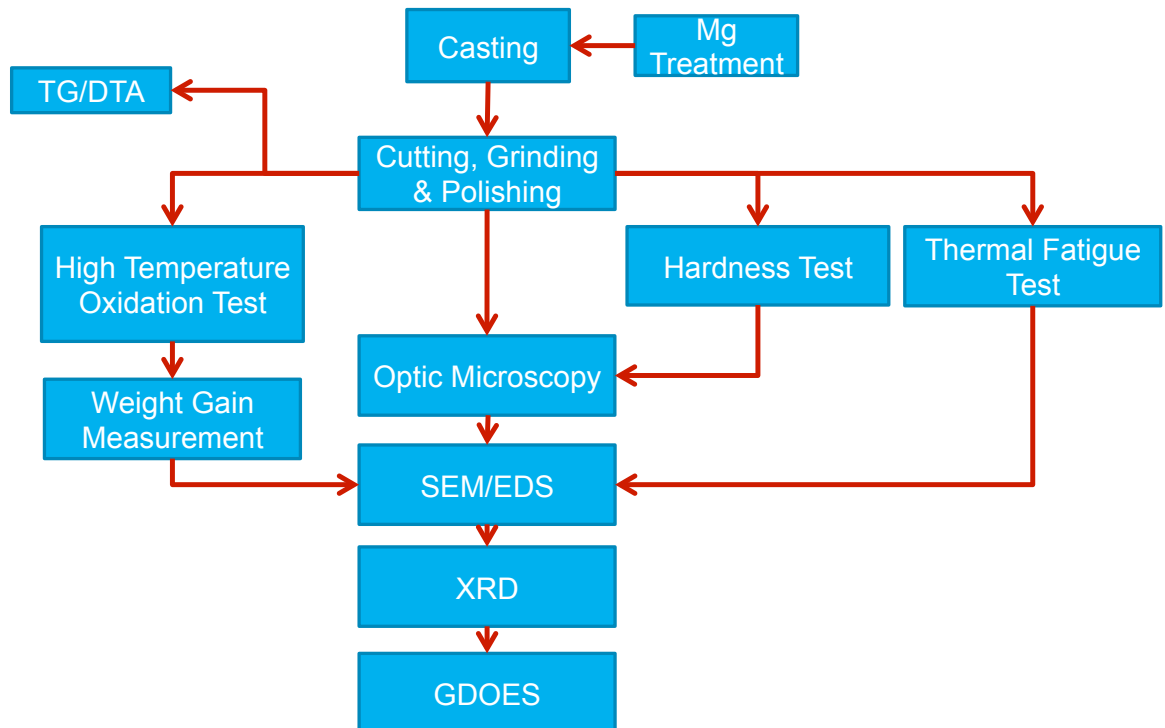 Casting
Mg
Treatment
TG/DTA
Cutting, Grinding
& Polishing
High Temperature
Oxidation Test
Hardness Test
Thermal Fatigue
Test
Optic Microscopy
Weight Gain
Measurement
SEM/EDS
XRD
GDOES